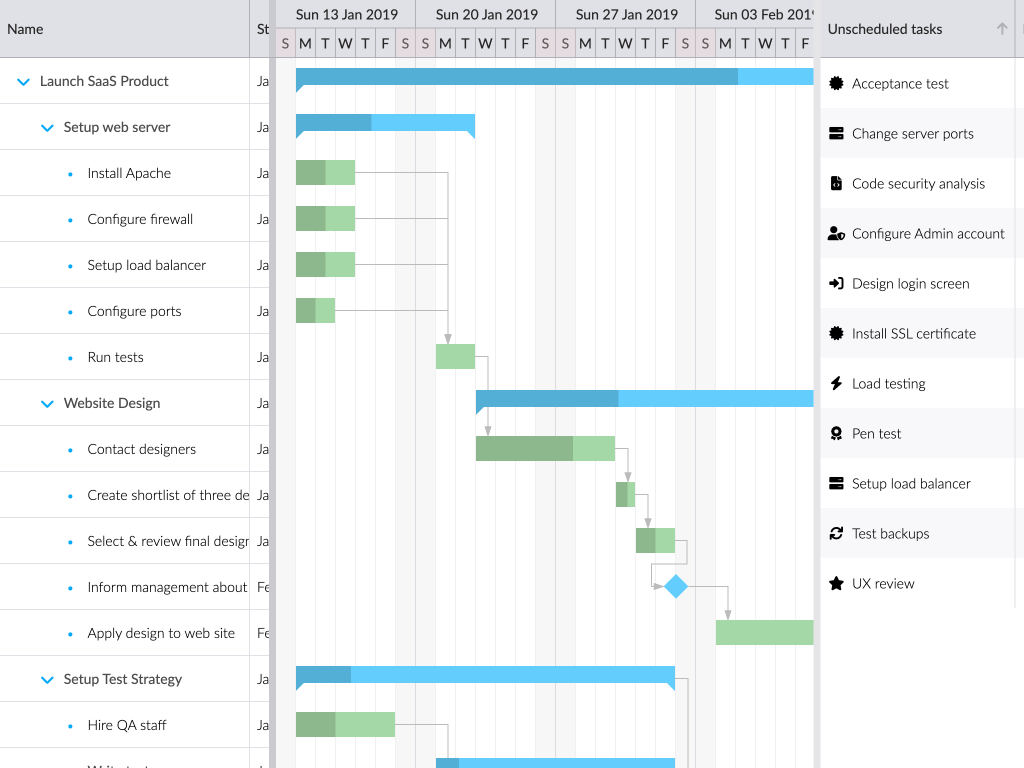 Name
St
Sun 13 Jan 2019
Sun 20 Jan 2019
Sun 27 Jan 2019
Sun 03 Feb 201
S M T W T F S S M T W T F S S M T W T F S S M T W T F
Unscheduled tasks
Launch SaaS Product
Ja
Setup web server
Ja
Install Apache
Ja
Configure firewall
Ja
Setup load balancer
Ja
Configure ports
Ja
Run tests
Ja
Website Design
Ja
Contact designers
Ja
Create shortlist of three de
Ja
Select & review final design
Ja
Inform management about
Fe
Apply design to web site
Fe
Setup Test Strategy
Ja
Hire QA staff
Ja
Acceptance test
Change server ports
Code security analysis
Configure Admin account
Design login screen
Install SSL certificate
Load testing
Pen test
Setup load balancer
Test backups
UX review